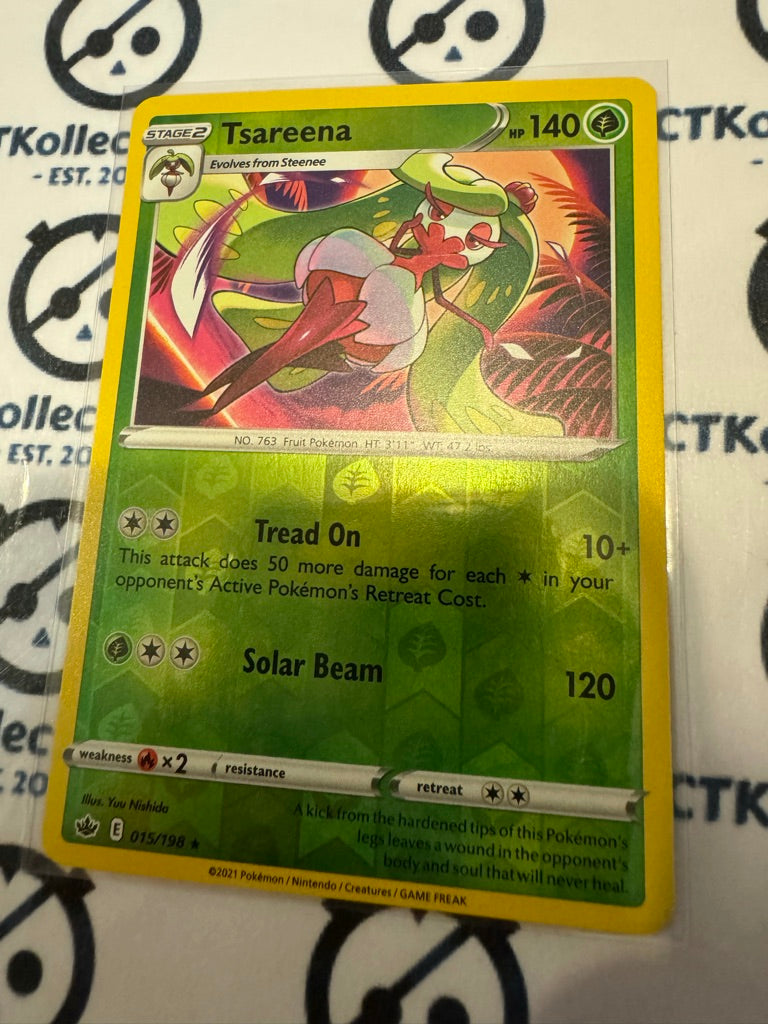 CTKollec
- EST. 20
CTKo
STAGE 2
Tsareena
HP 140
Evolves from Steenee
NO. 763 Fruit Pokémon HT: 3'11" WT: 47.2 lbs.
ollec
EST. 20
CTKo
Tread On
10+
This attack does 50 more damage for each in your
opponent's Active Pokémon's Retreat Cost.
Solar Beam
120
llec
. 20
CTKo
weakness ×2
resistance
retreat
Illus. Yuu Nishida
E
015/198 ★
A kick from the hardened tips of this Pokémon's
legs leaves a wound in the opponent's
body and soul that will never heal.
©2021 Pokémon / Nintendo / Creatures / GAME FREAK